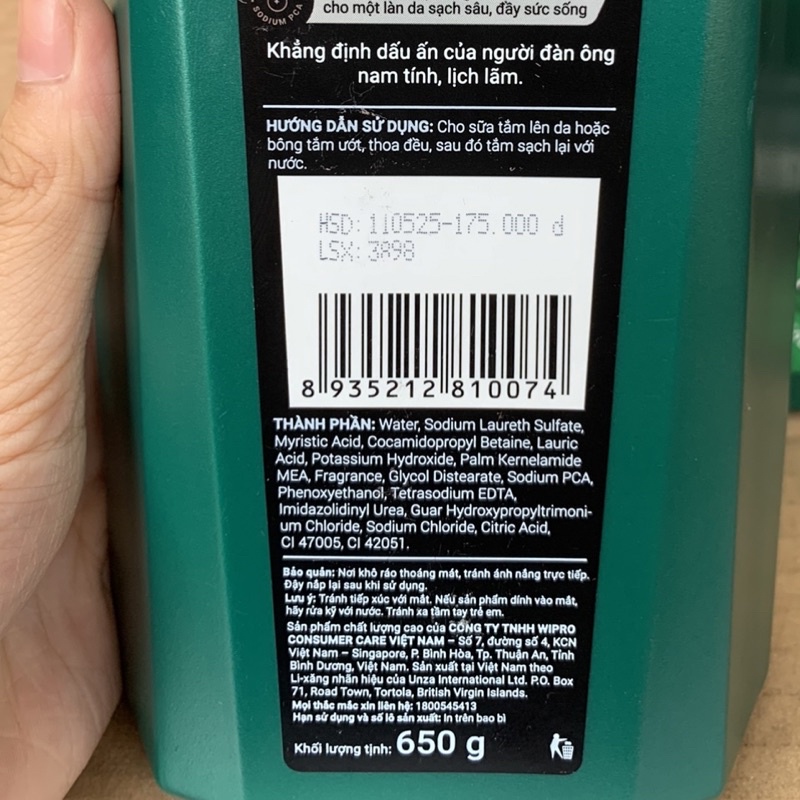 SODIUM PCA
cho một làn da sạch sâu, đầy sức sống
Khẳng định dấu ấn của người đàn ông
nam tính, lịch lãm.
HƯỚNG DẪN SỬ DỤNG: Cho sữa tắm lên da hoặc
bông tắm ướt, thoa đều, sau đó tắm sạch lại với
nước.
HSD: 110525-175.000 đ
LSX: 3898
8 935212 810074
THÀNH PHẦN: Water, Sodium Laureth Sulfate,
Myristic Acid, Cocamidopropyl Betaine, Lauric
Acid, Potassium Hydroxide, Palm Kernelamide
MEA, Fragrance, Glycol Distearate, Sodium PCA,
Phenoxyethanol, Tetrasodium EDTA,
Imidazolidinyl Urea, Guar Hydroxypropyltrimoni-
um Chloride, Sodium Chloride, Citric Acid,
CI 47005, CI 42051.
Bảo quản: Nơi khô ráo thoáng mát, tránh ánh nắng trực tiếp.
Đậy nắp lại sau khi sử dụng.
Lưu ý: Tránh tiếp xúc với mắt. Nếu sản phẩm dính vào mắt,
hãy rửa kỹ với nước. Tránh xa tầm tay trẻ em.
Sản phẩm chất lượng cao của CÔNG TY TNHH WIPRO
CONSUMER CARE VIỆT NAM – Số 7, đường số 4, KCN
Việt Nam – Singapore, P. Bình Hòa, Tp. Thuận An, Tỉnh
Bình Dương, Việt Nam. Sản xuất tại Việt Nam theo
Li-xăng nhãn hiệu của Unza International Ltd. P.O. Box
71, Road Town, Tortola, British Virgin Islands.
Mọi thắc mắc xin liên hệ: 1800545413
Hạn sử dụng và số lô sản xuất: In trên bao bì
Khối lượng tịnh: 650 g